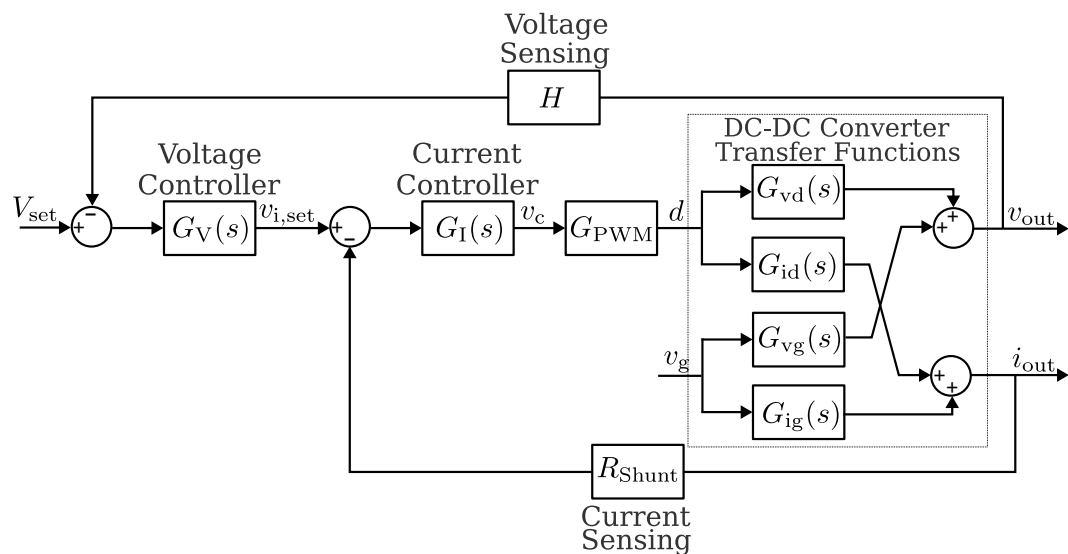 Voltage
Sensing
H
DC-DC Converter
Transfer Functions
Voltage
Controller
Current
Controller
V_set
+
-
G_V(s)
v_i,set
+
-
G_I(s)
v_c
G_PWM
d
G_vd(s)
+
+
v_out
G_id(s)
G_vg(s)
v_g
+
+
i_out
G_ig(s)
R_Shunt
Current
Sensing